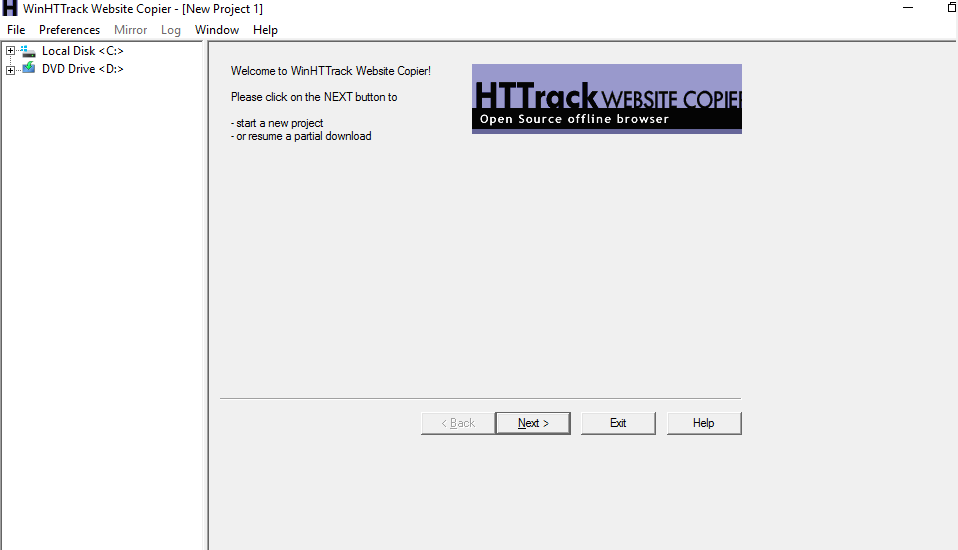 WinHTTrack Website Copier - [New Project 1]
File Preferences Mirror Log Window Help
Local Disk <C:>
DVD Drive <D:>
Welcome to WinHTTrack Website Copier!
Please click on the NEXT button to
- start a new project
- or resume a partial download
HTTrack WEBSITE COPIER
Open Source offline browser
< Back Next > Exit Help